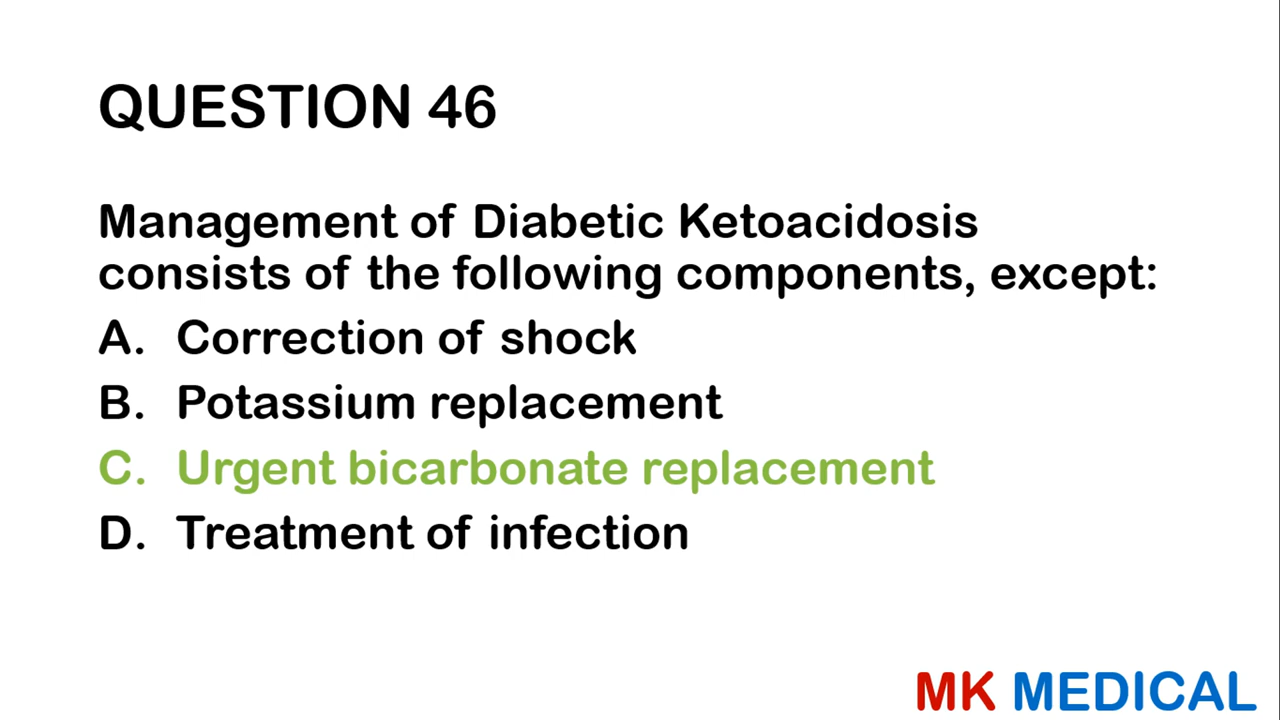 QUESTION 46
Management of Diabetic Ketoacidosis
consists of the following components, except:
A. Correction of shock
B. Potassium replacement
C. Urgent bicarbonate replacement
D. Treatment of infection
MK MEDICAL